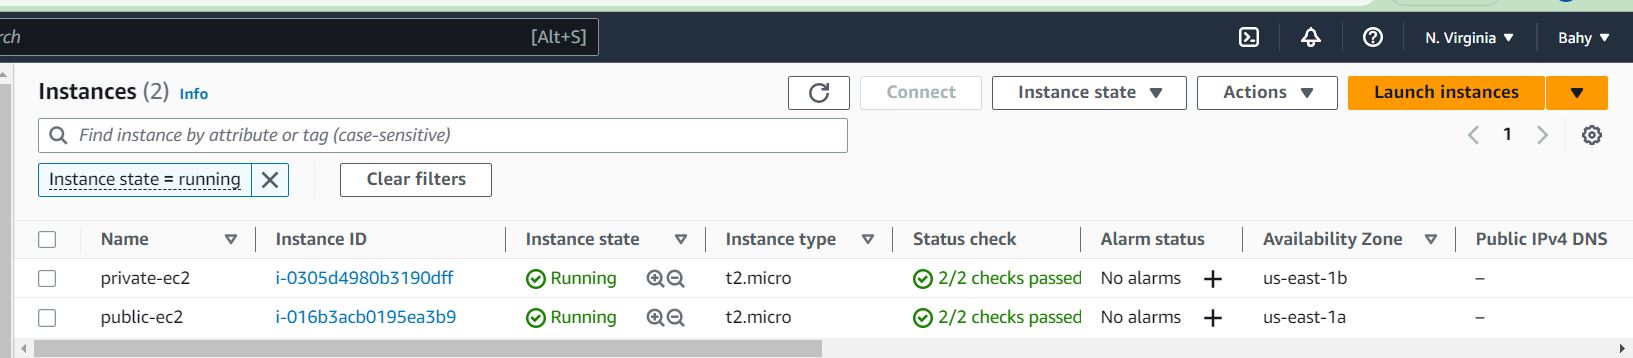 [Alt+S] N. Virginia Bahy
Instances (2) Info Connect Instance state Actions Launch instances
Find instance by attribute or tag (case-sensitive) 1
Instance state = running Clear filters
Name Instance ID Instance state Instance type Status check Alarm status Availability Zone Public IPv4 DNS
private-ec2 i-0305d4980b3190dff Running t2.micro 2/2 checks passed No alarms + us-east-1b –
public-ec2 i-016b3acb0195ea3b9 Running t2.micro 2/2 checks passed No alarms + us-east-1a –